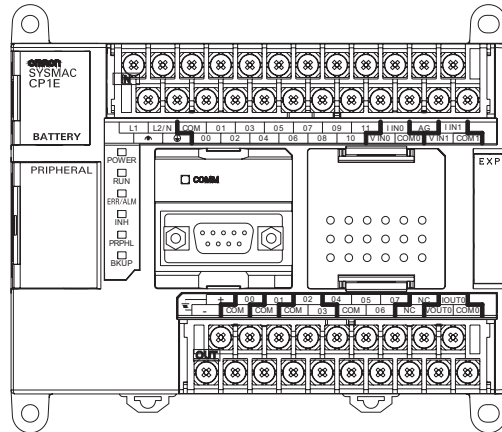 OMRON
SYSMAC
CP1E
BATTERY
IN
L1 L2/N COM 01 03 05 07 09 11 I IN0 AG I IN1
00 02 04 06 08 10 V IN0 COM0 V IN1 COM1
PRIPHERAL
POWER
RUN
ERR/ALM
INH
PRPHL
BKUP
COMM
EXP
+ 00 01 02 04 05 07 NC IOUT0
- COM COM COM 03 COM 06 NC VOUT0 COM0
OUT